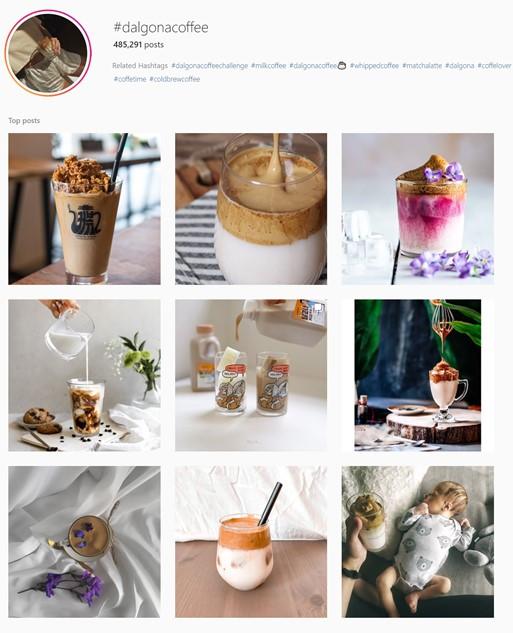 #dalgonacoffee
485,291 posts
Related Hashtags #dalgonacoffeechallenge #milkcoffee #dalgonacoffee #whippedcoffee #matchalatte #dalgona #coffelover
#coffetime #coldbrewcoffee
Top posts